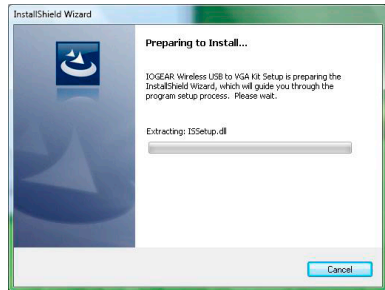 InstallShield Wizard
Preparing to Install...
IOGEAR Wireless USB to VGA Kit Setup is preparing the
InstallShield Wizard, which will guide you through the
program setup process. Please wait.
Extracting: ISSetup.dll
Cancel